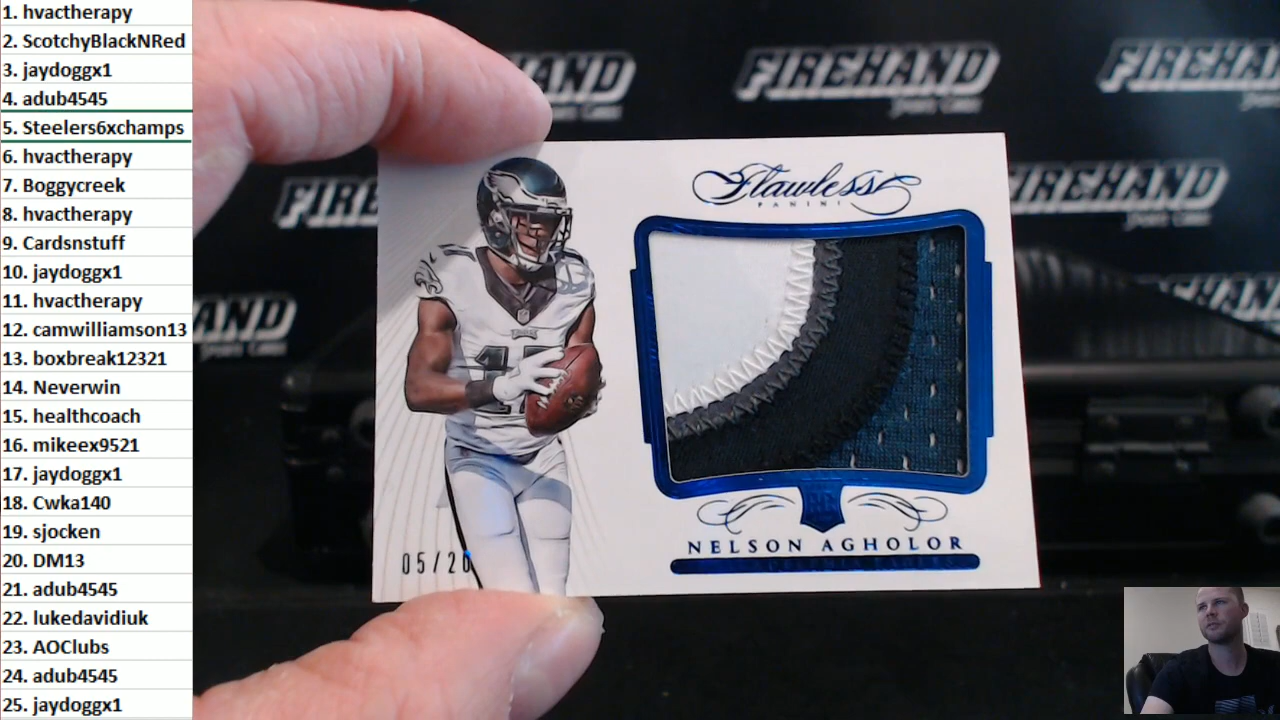 1. hvactherapy
2. ScotchyBlackNRed
3. jaydoggx1
4. adub4545
5. Steelers6xchamps
6. hvactherapy
7. Boggycreek
8. hvactherapy
9. Cardsnstuff
10. jaydoggx1
11. hvactherapy
12. camwilliamson13
13. boxbreak12321
14. Neverwin
15. healthcoach
16. mikeex9521
17. jaydoggx1
18. Cwka140
19. sjocken
20. DM13
21. adub4545
22. lukedavidiuk
23. AOClubs
24. adub4545
25. jaydoggx1
FIREHAND
FIREHAND
Flawless
PANINI
NELSON AGHOLOR
05/20